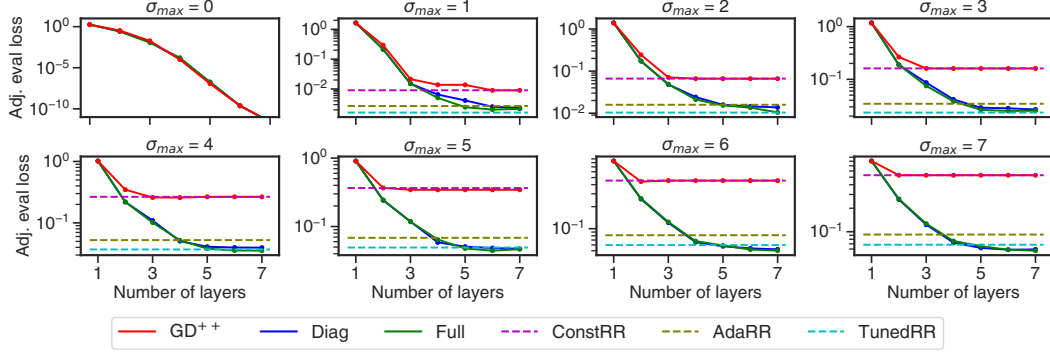 σmax = 0 σmax = 1 σmax = 2 σmax = 3
Adj. eval loss
10^0 10^−5 10^−10
10^0 10^−2
10^0 10^−1 10^−2
10^0 10^−1
σmax = 4 σmax = 5 σmax = 6 σmax = 7
Adj. eval loss
10^0 10^−1
10^0 10^−1
10^−1
10^−1
1 3 5 7 1 3 5 7 1 3 5 7 1 3 5 7
Number of layers Number of layers Number of layers Number of layers
GD++ Diag Full ConstRR AdaRR TunedRR